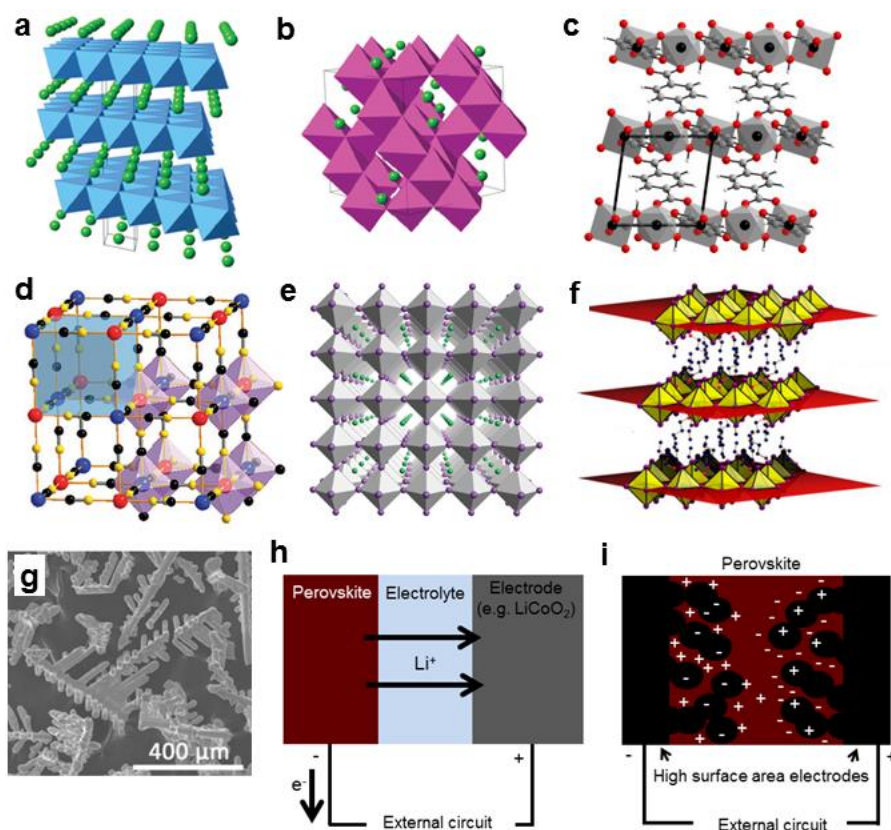 a
b
c
d
e
f
g
400 μm
h
Perovskite
Electrolyte
Electrode
(e.g. LiCoO₂)
Li⁺
-
+
e⁻
External circuit
i
Perovskite
-
+
High surface area electrodes
External circuit